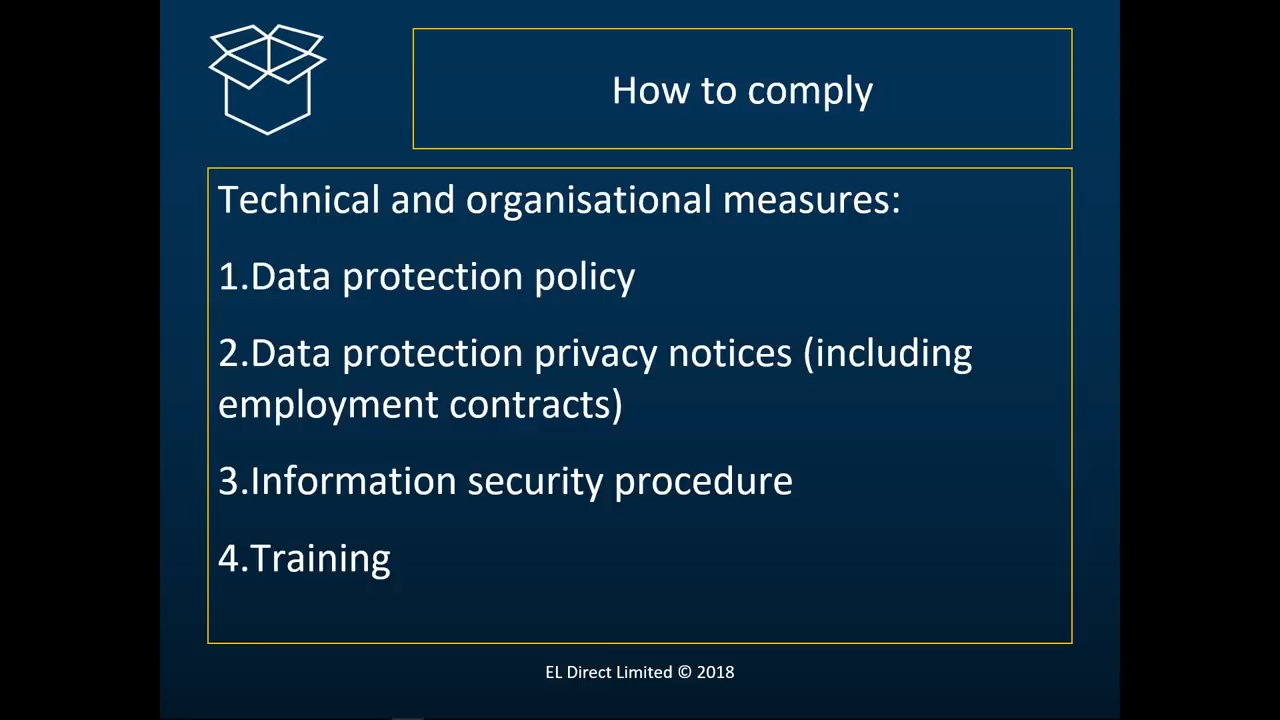 How to comply
Technical and organisational measures:
1.Data protection policy
2.Data protection privacy notices (including
employment contracts)
3.Information security procedure
4.Training
EL Direct Limited © 2018